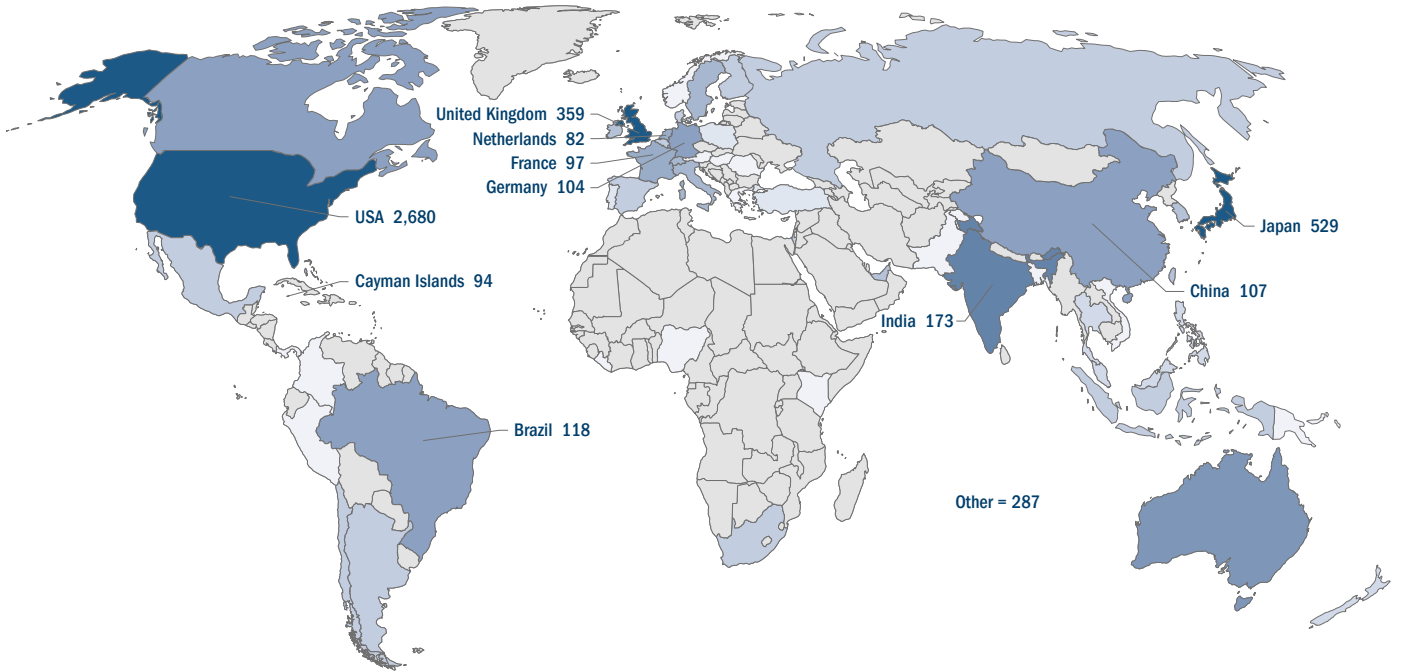 United Kingdom 359
Netherlands 82
France 97
Germany 104
USA 2,680
Japan 529
Cayman Islands 94
China 107
India 173
Brazil 118
Other = 287